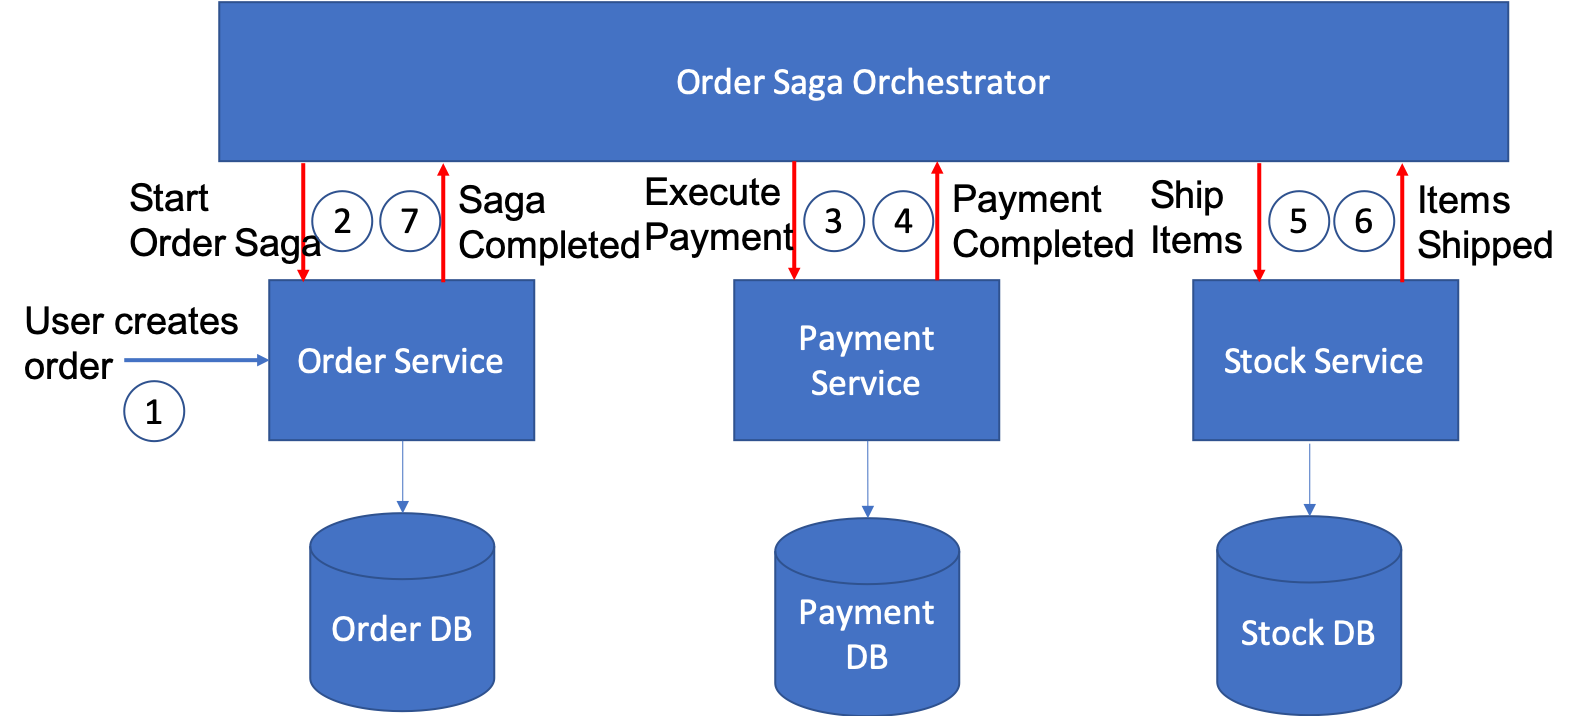 Order Saga Orchestrator
Start
Order Saga
2
7
Saga
Completed
Execute
Payment
3
4
Payment
Completed
Ship
Items
5
6
Items
Shipped
User creates
order
1
Order Service
Payment
Service
Stock Service
Order DB
Payment
DB
Stock DB